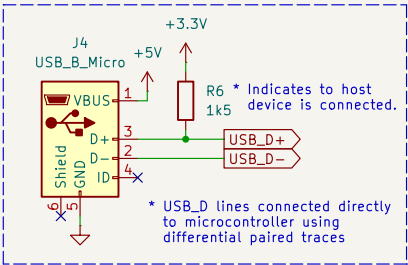 +3.3V
J4
USB_B_Micro
+5V
R6
1k5
* Indicates to host
device is connected.
VBUS
1
D+
3
USB_D+
D-
2
USB_D-
ID
4
Shield
GND
6
5
* USB_D lines connected directly
to microcontroller using
differential paired traces